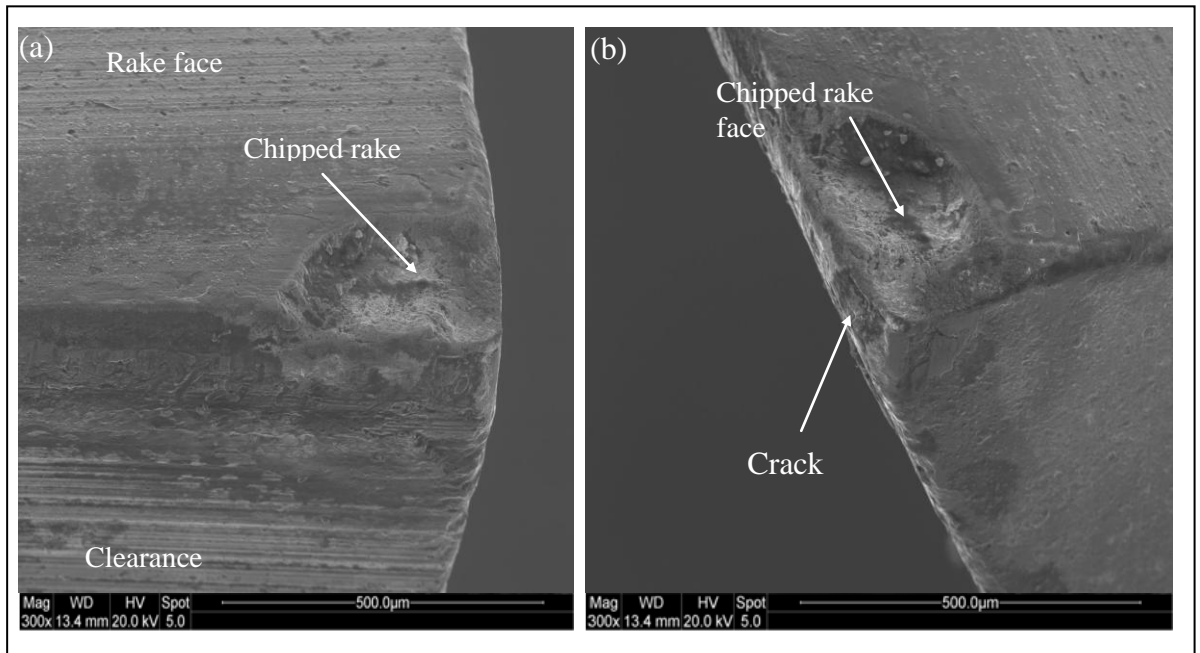 (a)
Rake face
Chipped rake
Clearance
Mag WD HV Spot
300x 13.4 mm 20.0 kV 5.0
500.0µm
(b)
Chipped rake
face
Crack
Mag WD HV Spot
300x 13.4 mm 20.0 kV 5.0
500.0µm